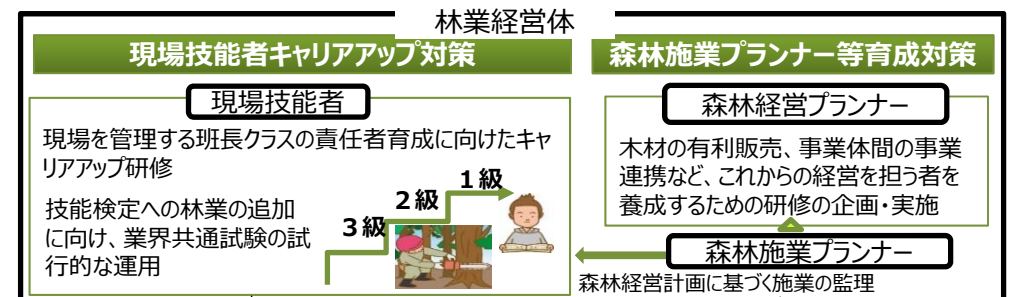 林業経営体
現場技能者キャリアアップ対策
現場技能者
現場を管理する班長クラスの責任者育成に向けたキャ
リアアップ研修
技能検定への林業の追加
に向け、業界共通試験の試
行的な運用
3級
2級
1級
森林施業プランナー等育成対策
森林経営プランナー
木材の有利販売、事業体間の事業
連携など、これからの経営を担う者を
養成するための研修の企画・実施
森林施業プランナー
森林経営計画に基づく施業の監理